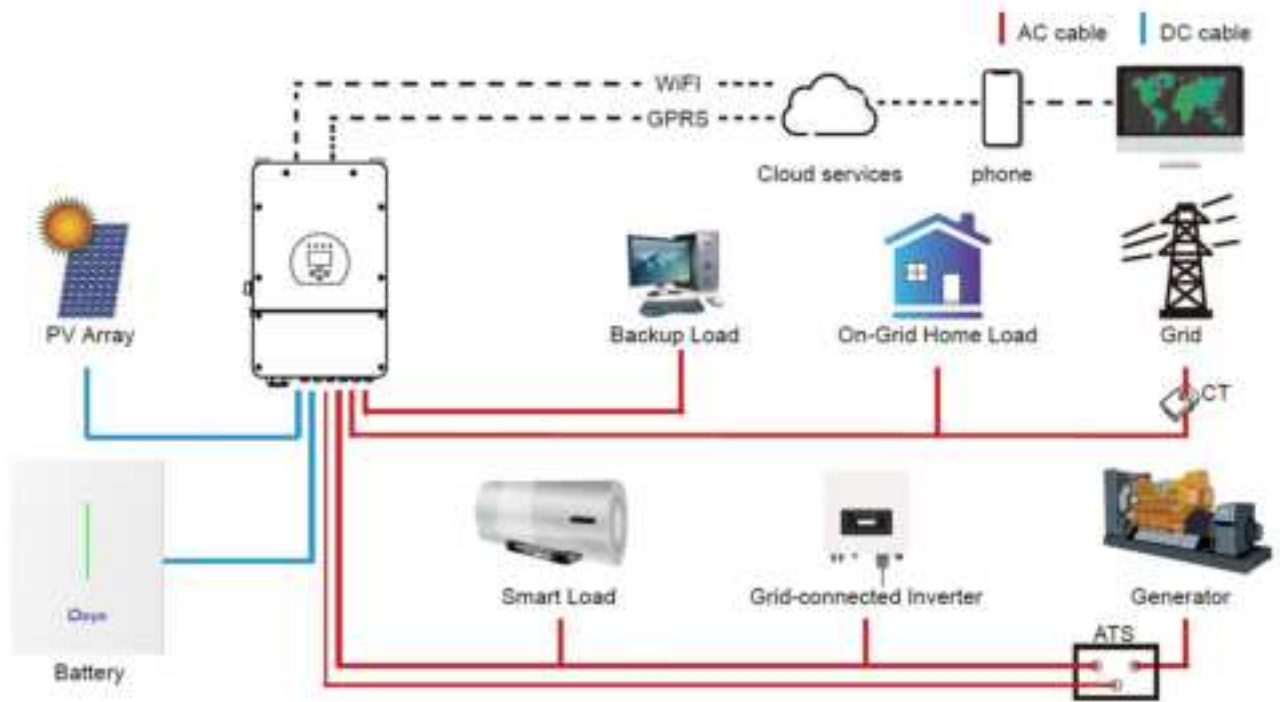 AC cable
DC cable
WiFI
GPRS
Cloud services
phone
PV Array
Backup Load
On-Grid Home Load
Grid
CT
Smart Load
Grid-connected Inverter
Generator
ATS
Battery